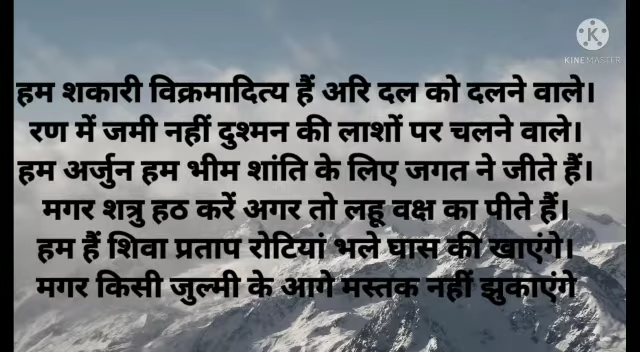 K
KINEMASTER
हम शकारी विक्रमादित्य हैं अरि दल को दलने वाले।
रण में जमी नहीं दुश्मन की लाशों पर चलने वाले।
हम अर्जुन हम भीम शांति के लिए जगत ने जीते हैं।
मगर शत्रु हठ करें अगर तो लहू वक्ष का पीते हैं।
हम हैं शिवा प्रताप रोटियां भले घास की खाएंगे।
मगर किसी जुल्मी के आगे मस्तक नहीं झुकाएंगे